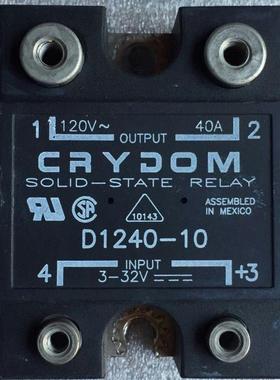 1 120V~ 40A 2
OUTPUT
CRYDOM
SOLID-STATE RELAY
10143
ASSEMBLED
IN MEXICO
D1240-10
4 INPUT +3
3-32V ⎓